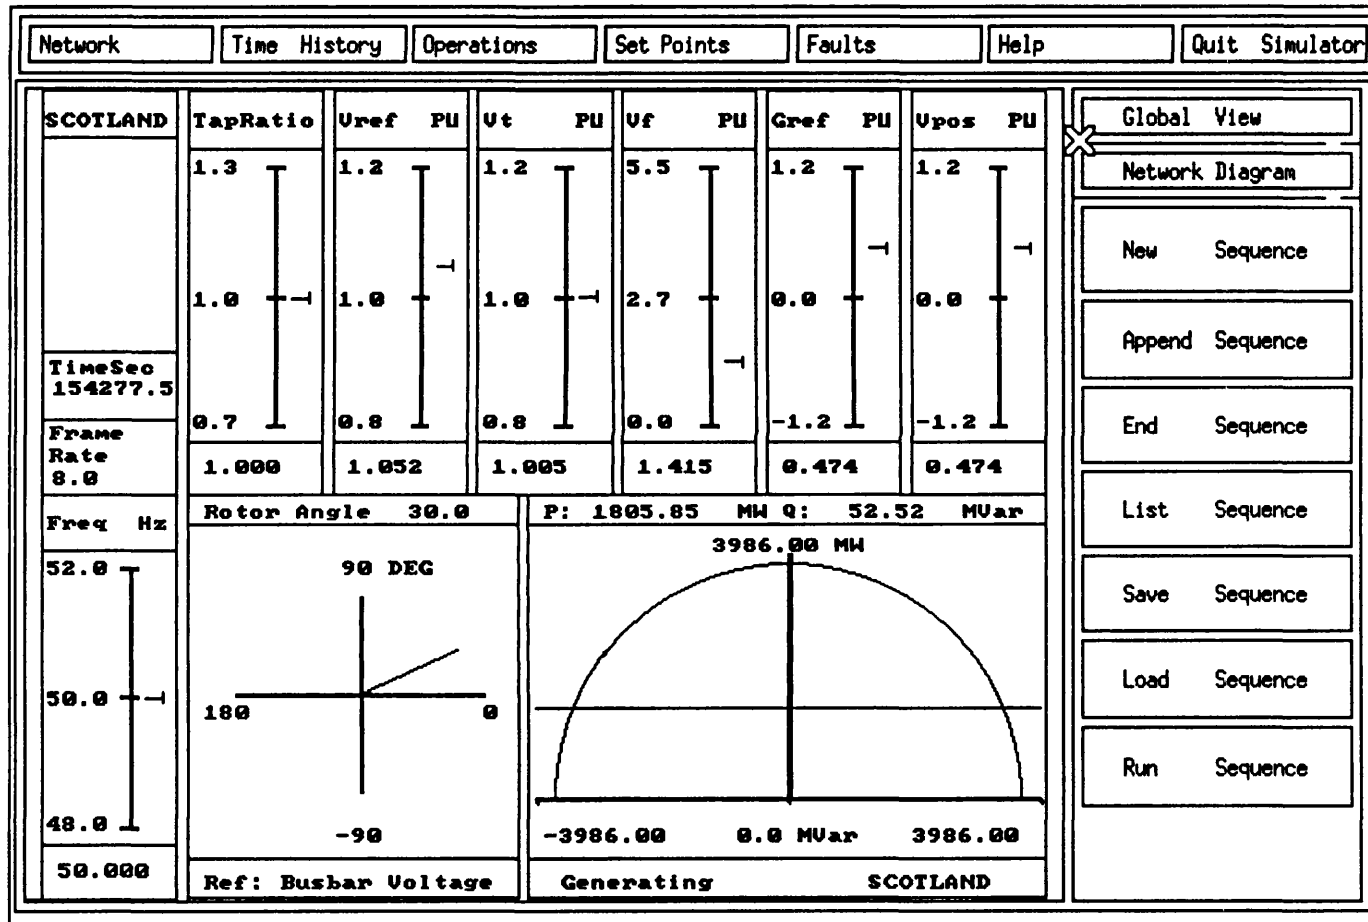 Network Time History Operations Set Points Faults Help Quit Simulator
SCOTLAND TapRatio Vref PU Vt PU Vf PU Gref PU Vpos PU
1.3 1.2 1.2 5.5 1.2 1.2
1.0 1.0 1.0 2.7 0.0 0.0
0.7 0.8 0.8 0.0 -1.2 -1.2
1.000 1.052 1.005 1.415 0.474 0.474
TimeSec
154277.5
Frame
Rate
8.0
Freq Hz
52.0
50.0
48.0
50.000
Rotor Angle 30.0
90 DEG
180 0
-90
Ref: Busbar Voltage
P: 1805.85 MW Q: 52.52 MVar
3986.00 MW
-3986.00 0.0 MVar 3986.00
Generating SCOTLAND
Global View
Network Diagram
New Sequence
Append Sequence
End Sequence
List Sequence
Save Sequence
Load Sequence
Run Sequence